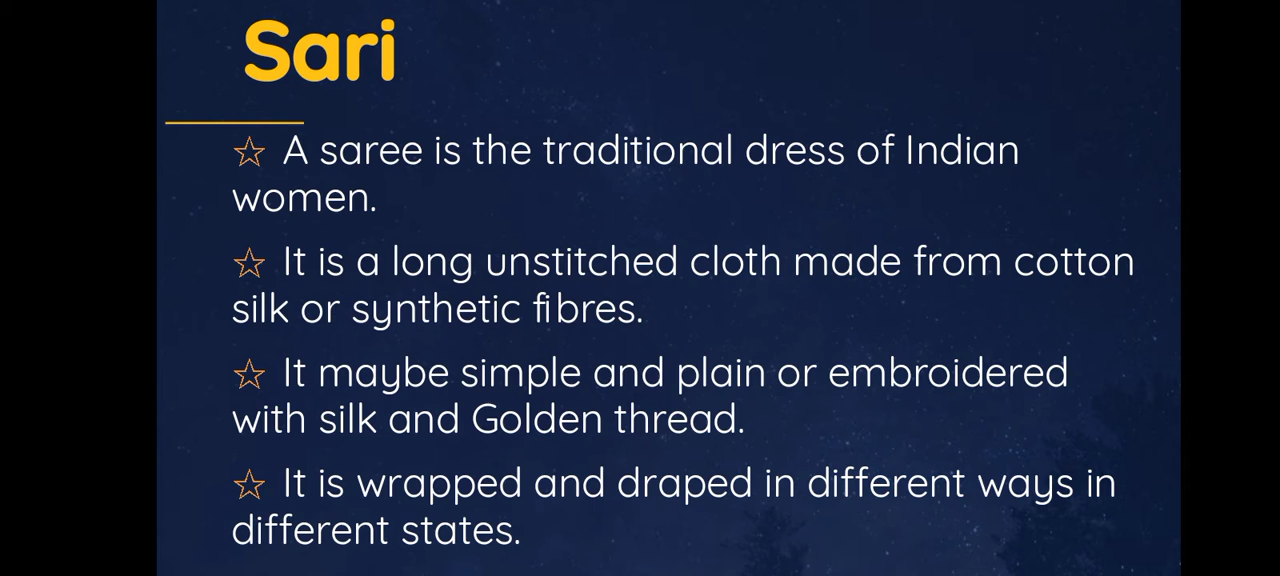 Sari
☆ A saree is the traditional dress of Indian
women.
☆ It is a long unstitched cloth made from cotton
silk or synthetic fibres.
☆ It maybe simple and plain or embroidered
with silk and Golden thread.
☆ It is wrapped and draped in different ways in
different states.